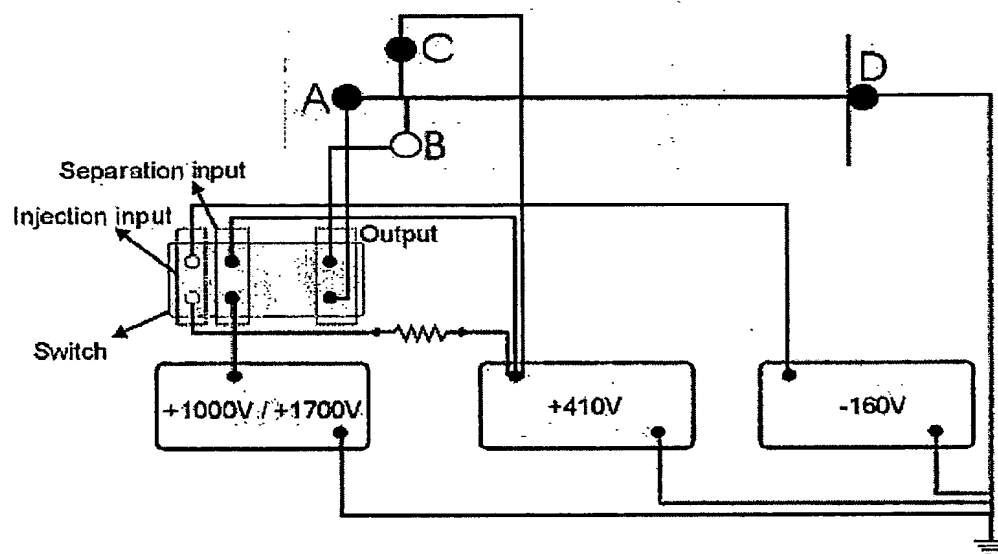 C
A
D
B
Separation input
Injection input
Output
Switch
+1000V / +1700V
+410V
-160V